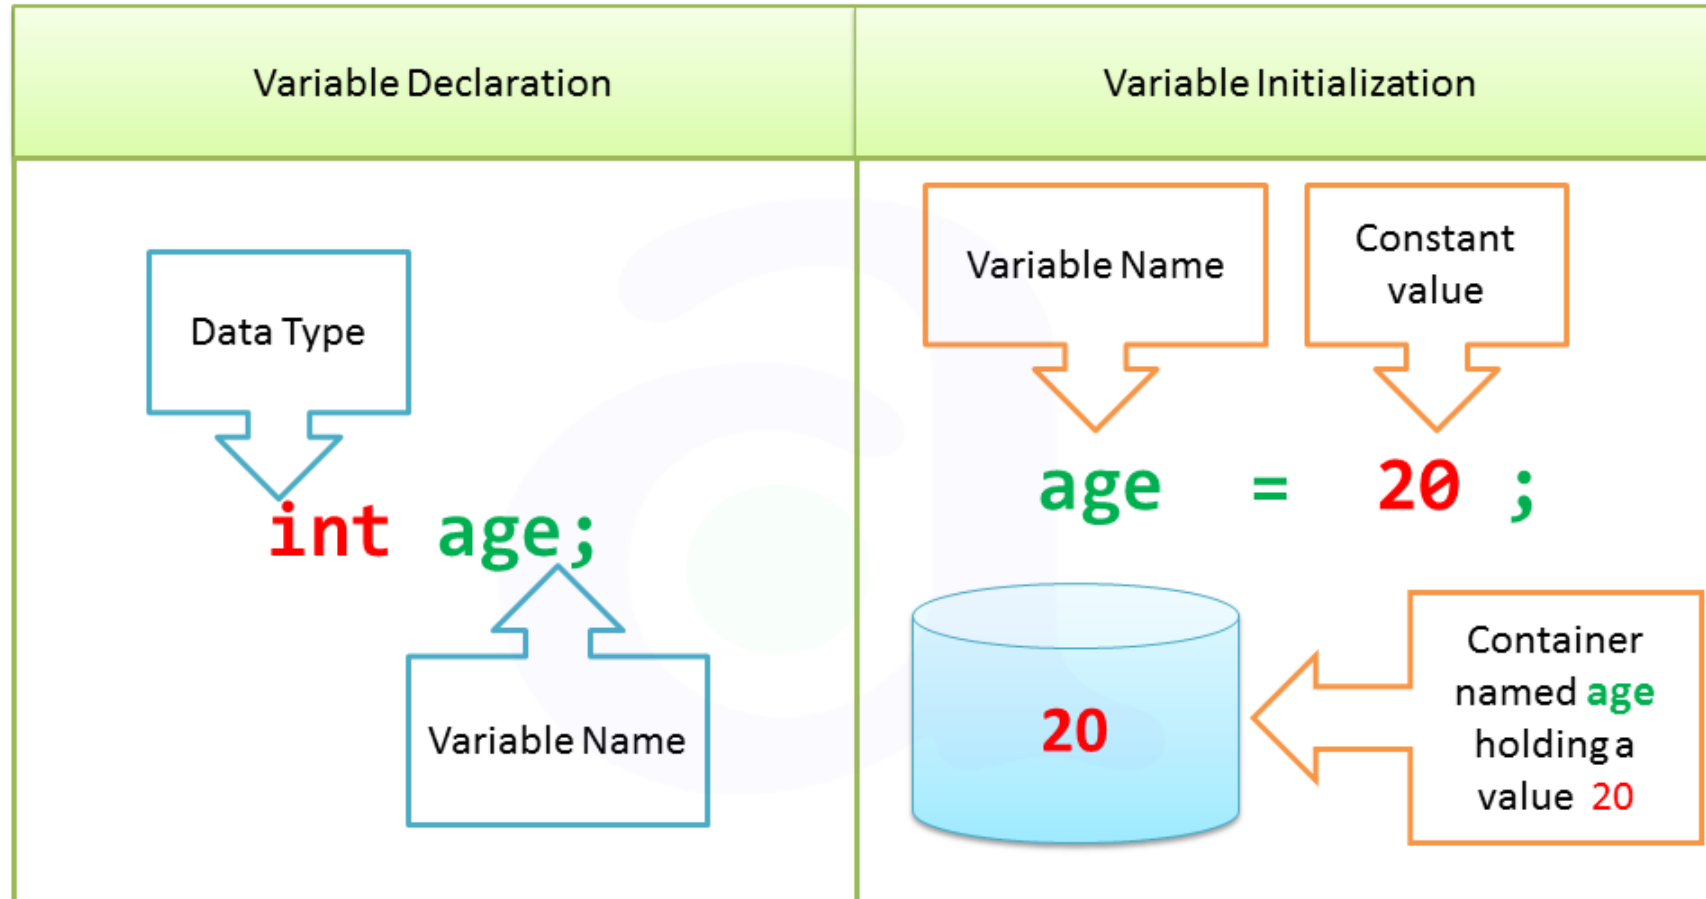 Variable Declaration
Variable Initialization
Data Type
int age;
Variable Name
Variable Name
Constant
value
age = 20 ;
20
Container
named age
holding a
value 20